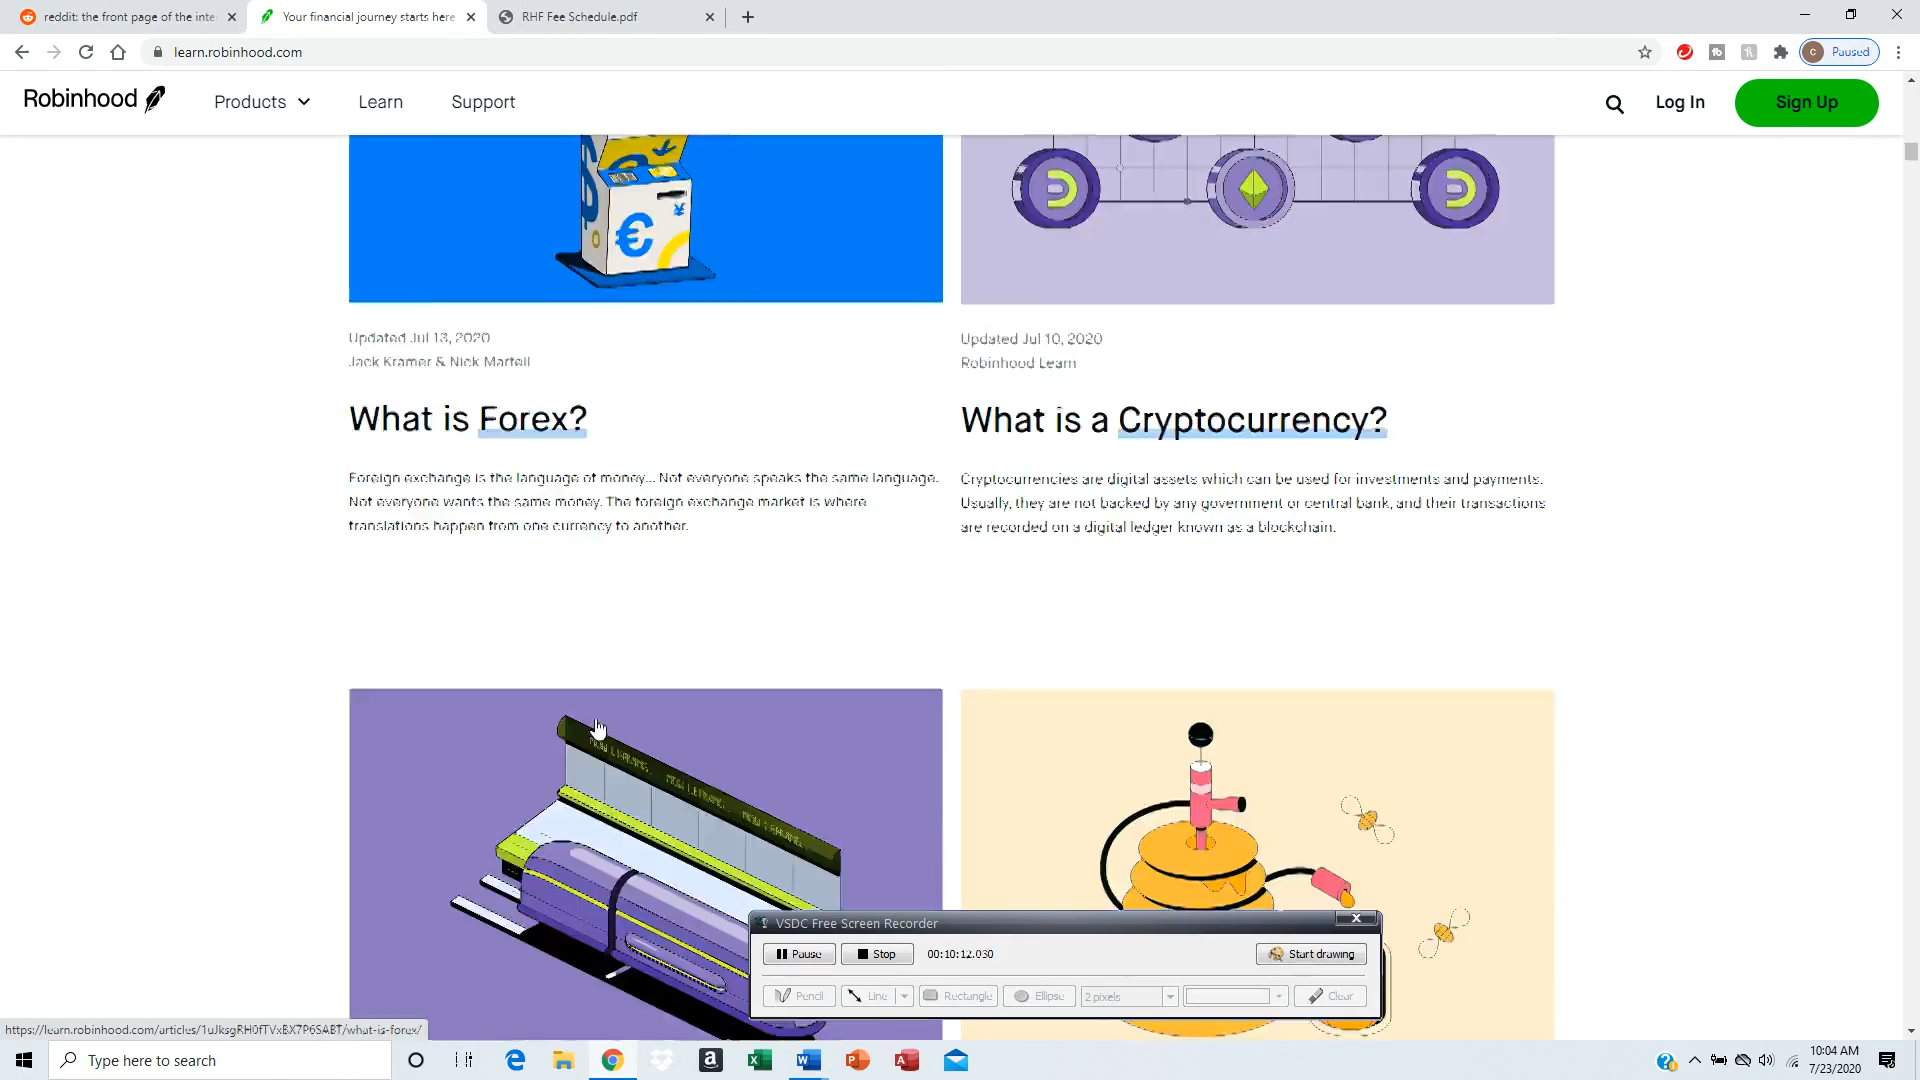 reddit: the front page of the inte
Your financial journey starts here
RHF Fee Schedule.pdf
learn.robinhood.com
C
Paused
Robinhood
Products
Learn
Support
Log In
Sign Up
€
¥
Updated Jul 13, 2020
Jack Kramer & Nick Martell
What is Forex?
Foreign exchange is the language of money... Not everyone speaks the same language.
Not everyone wants the same money. The foreign exchange market is where
translations happen from one currency to another.
Updated Jul 10, 2020
Robinhood Learn
What is a Cryptocurrency?
Cryptocurrencies are digital assets which can be used for investments and payments.
Usually, they are not backed by any government or central bank, and their transactions
are recorded on a digital ledger known as a blockchain.
VSDC Free Screen Recorder
Pause
Stop
00:10:12.030
Start drawing
Pencil
Line
Rectangle
Ellipse
2 pixels
Clear
https://learn.robinhood.com/articles/1uJksgRH0fTVxBX7P6SABT/what-is-forex/
Type here to search
10:04 AM
7/23/2020